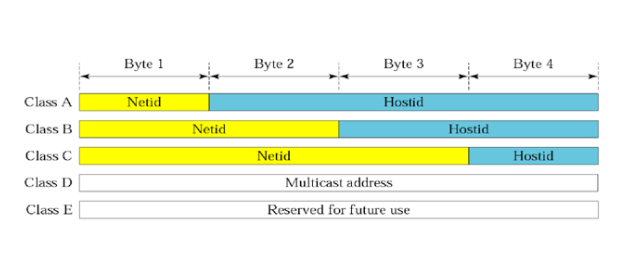 Byte 1 Byte 2 Byte 3 Byte 4
Class A Netid Hostid
Class B Netid Hostid
Class C Netid Hostid
Class D Multicast address
Class E Reserved for future use